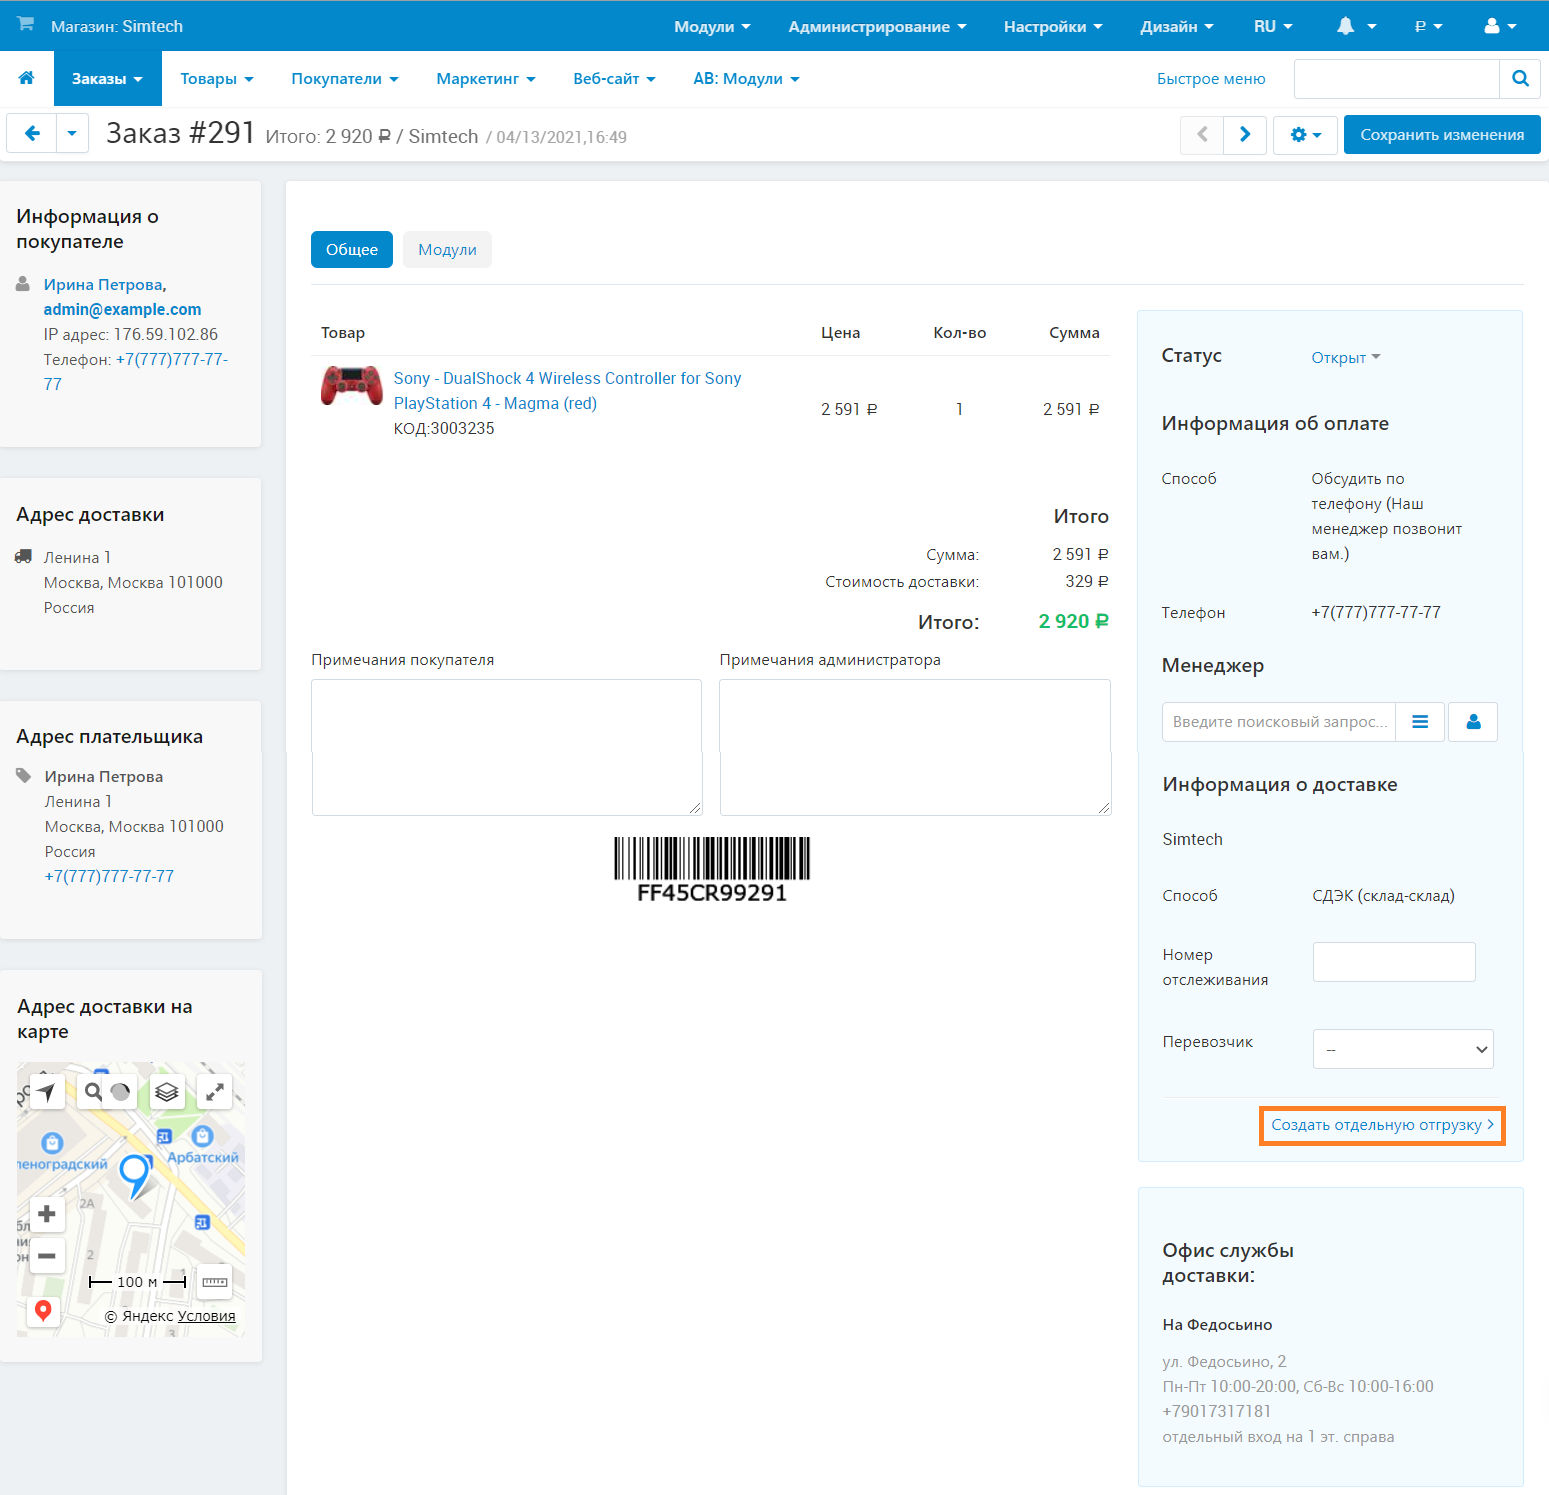 Магазин: Simtech
Модули
Администрирование
Настройки
Дизайн
RU
₽
Заказы
Товары
Покупатели
Маркетинг
Веб-сайт
АВ: Модули
Быстрое меню
Заказ #291 Итого: 2 920 ₽ / Simtech / 04/13/2021,16:49
Сохранить изменения
Информация о
покупателе
Ирина Петрова,
admin@example.com
IP адрес: 176.59.102.86
Телефон: +7(777)777-77-
77
Адрес доставки
Ленина 1
Москва, Москва 101000
Россия
Адрес плательщика
Ирина Петрова
Ленина 1
Москва, Москва 101000
Россия
+7(777)777-77-77
Адрес доставки на
карте
леноградский
Арбатский
2А
2
3
100 м
© Яндекс Условия
Общее
Модули
Товар Цена Кол-во Сумма
Sony - DualShock 4 Wireless Controller for Sony
PlayStation 4 - Magma (red)
КОД:3003235
2 591 ₽ 1 2 591 ₽
Итого
Сумма: 2 591 ₽
Стоимость доставки: 329 ₽
Итого: 2 920 ₽
Примечания покупателя
Примечания администратора
FF45CR99291
Статус Открыт
Информация об оплате
Способ Обсудить по
телефону (Наш
менеджер позвонит
вам.)
Телефон +7(777)777-77-77
Менеджер
Введите поисковый запрос...
Информация о доставке
Simtech
Способ СДЭК (склад-склад)
Номер
отслеживания
Перевозчик --
Создать отдельную отгрузку
Офис службы
доставки:
На Федосьино
ул. Федосьино, 2
Пн-Пт 10:00-20:00, Сб-Вс 10:00-16:00
+79017317181
отдельный вход на 1 эт. справа